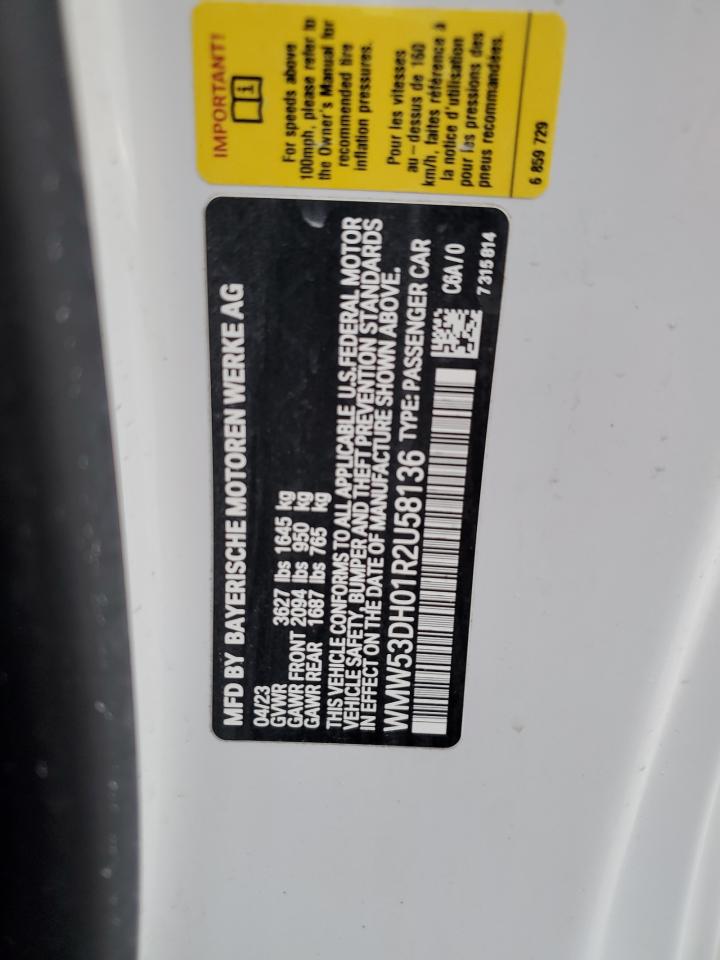 MFD BY BAYERISCHE MOTOREN WERKE AG
04/23
GVWR 3627 lbs 1645 kg
GAWR FRONT 2094 lbs 950 kg
GAWR REAR 1687 lbs 765 kg
THIS VEHICLE CONFORMS TO ALL APPLICABLE U.S. FEDERAL MOTOR
VEHICLE SAFETY, BUMPER AND THEFT PREVENTION STANDARDS
IN EFFECT ON THE DATE OF MANUFACTURE SHOWN ABOVE.
WMW53DH01R2U58136 TYPE: PASSENGER CAR
C6A/0
7 315 814
IMPORTANT!
i
For speeds above
100mph, please refer to
the Owner's Manual for
recommended tire
inflation pressures.
Pour les vitesses
au-dessus de 160
km/h, faites référence à
la notice d'utilisation
pour les pressions des
pneus recommandées.
6 859 729